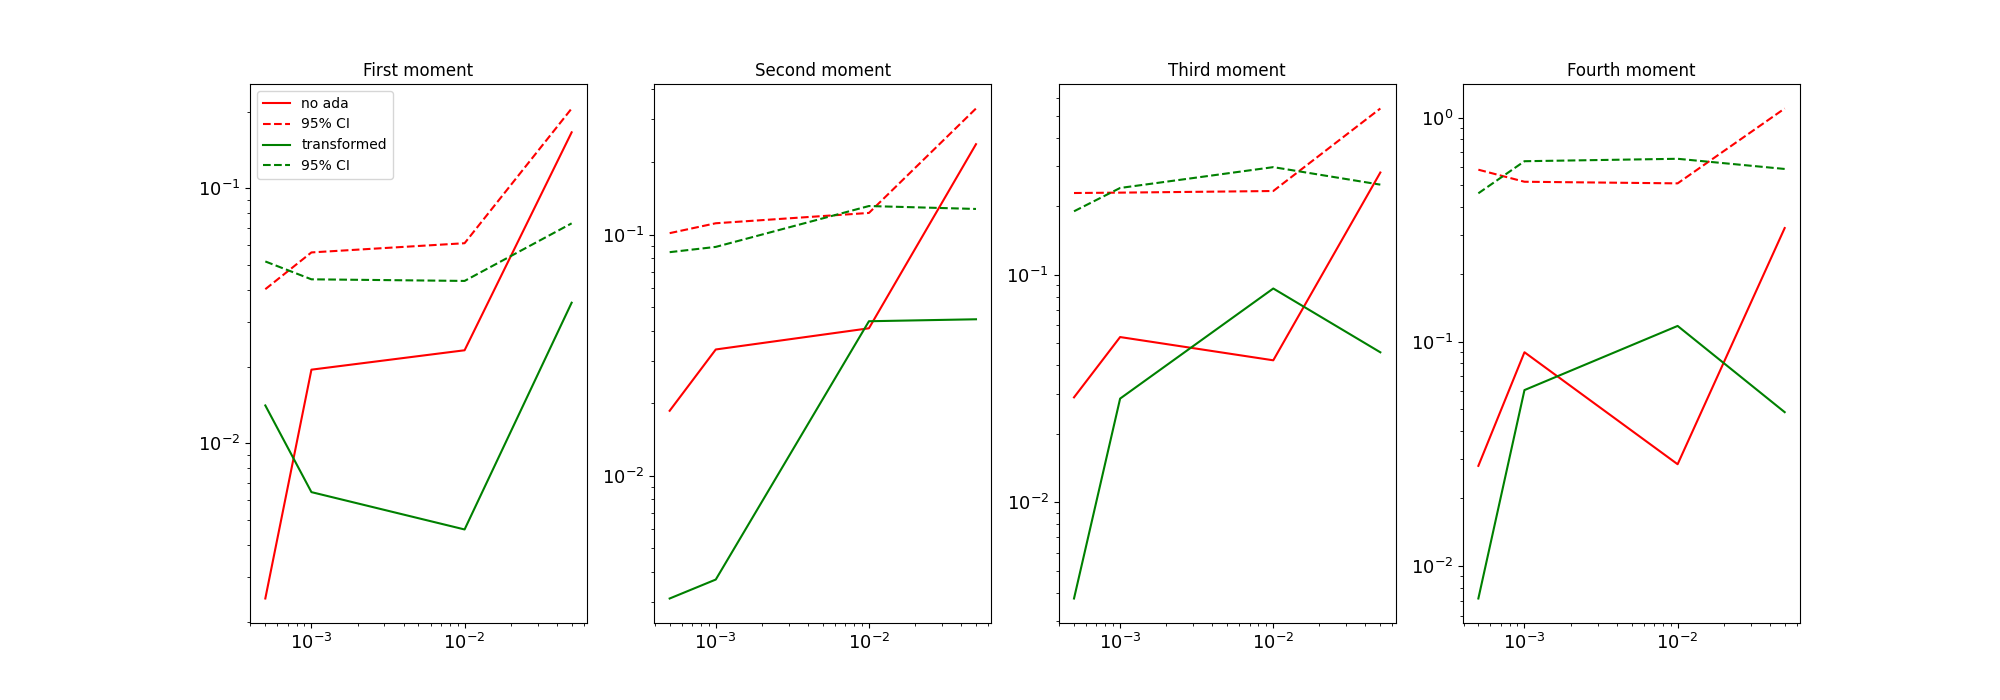 First moment
Second moment
Third moment
Fourth moment
no ada
95% CI
transformed
95% CI
10⁻¹
10⁻²
10⁻³
10⁻²
10⁻¹
10⁻²
10⁻³
10⁻²
10⁻¹
10⁻²
10⁻³
10⁻²
10⁰
10⁻¹
10⁻²
10⁻³
10⁻²